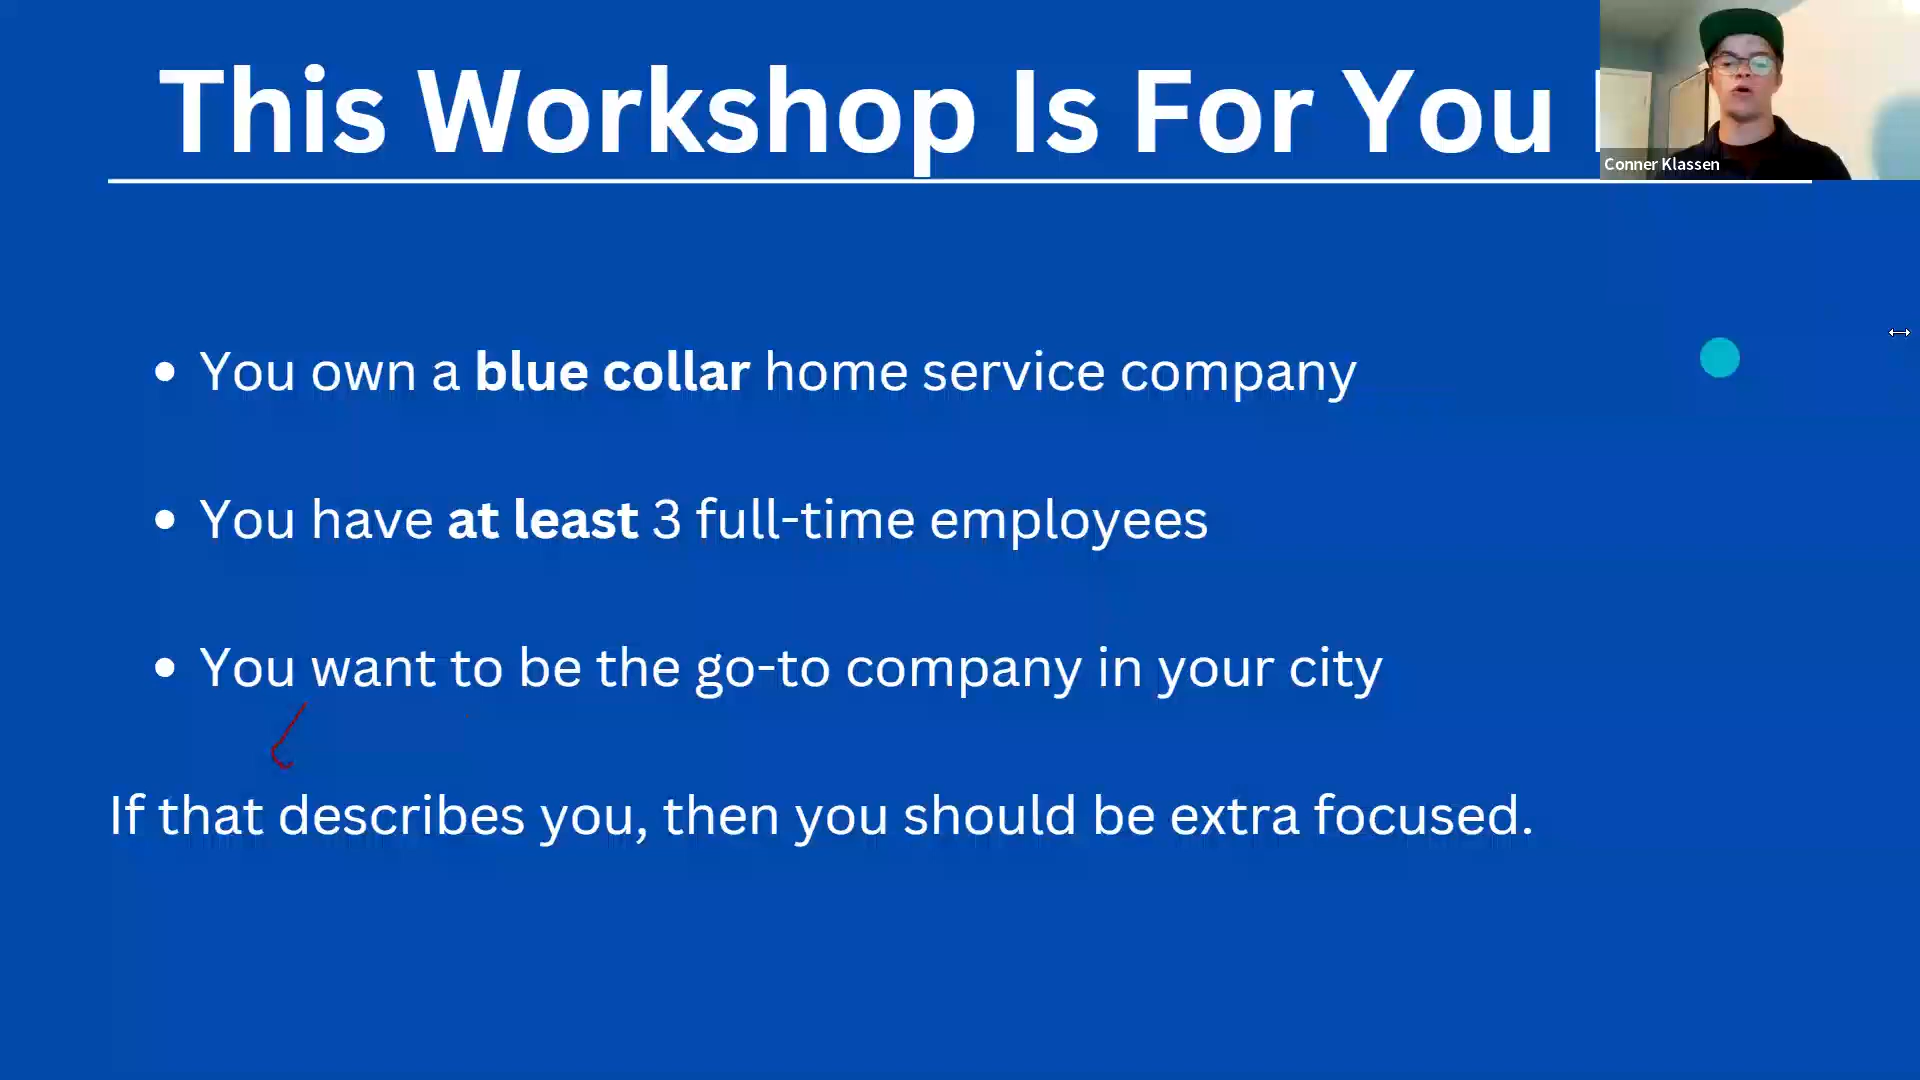 This Workshop Is For You
Conner Klassen
• You own a blue collar home service company
• You have at least 3 full-time employees
• You want to be the go-to company in your city
If that describes you, then you should be extra focused.